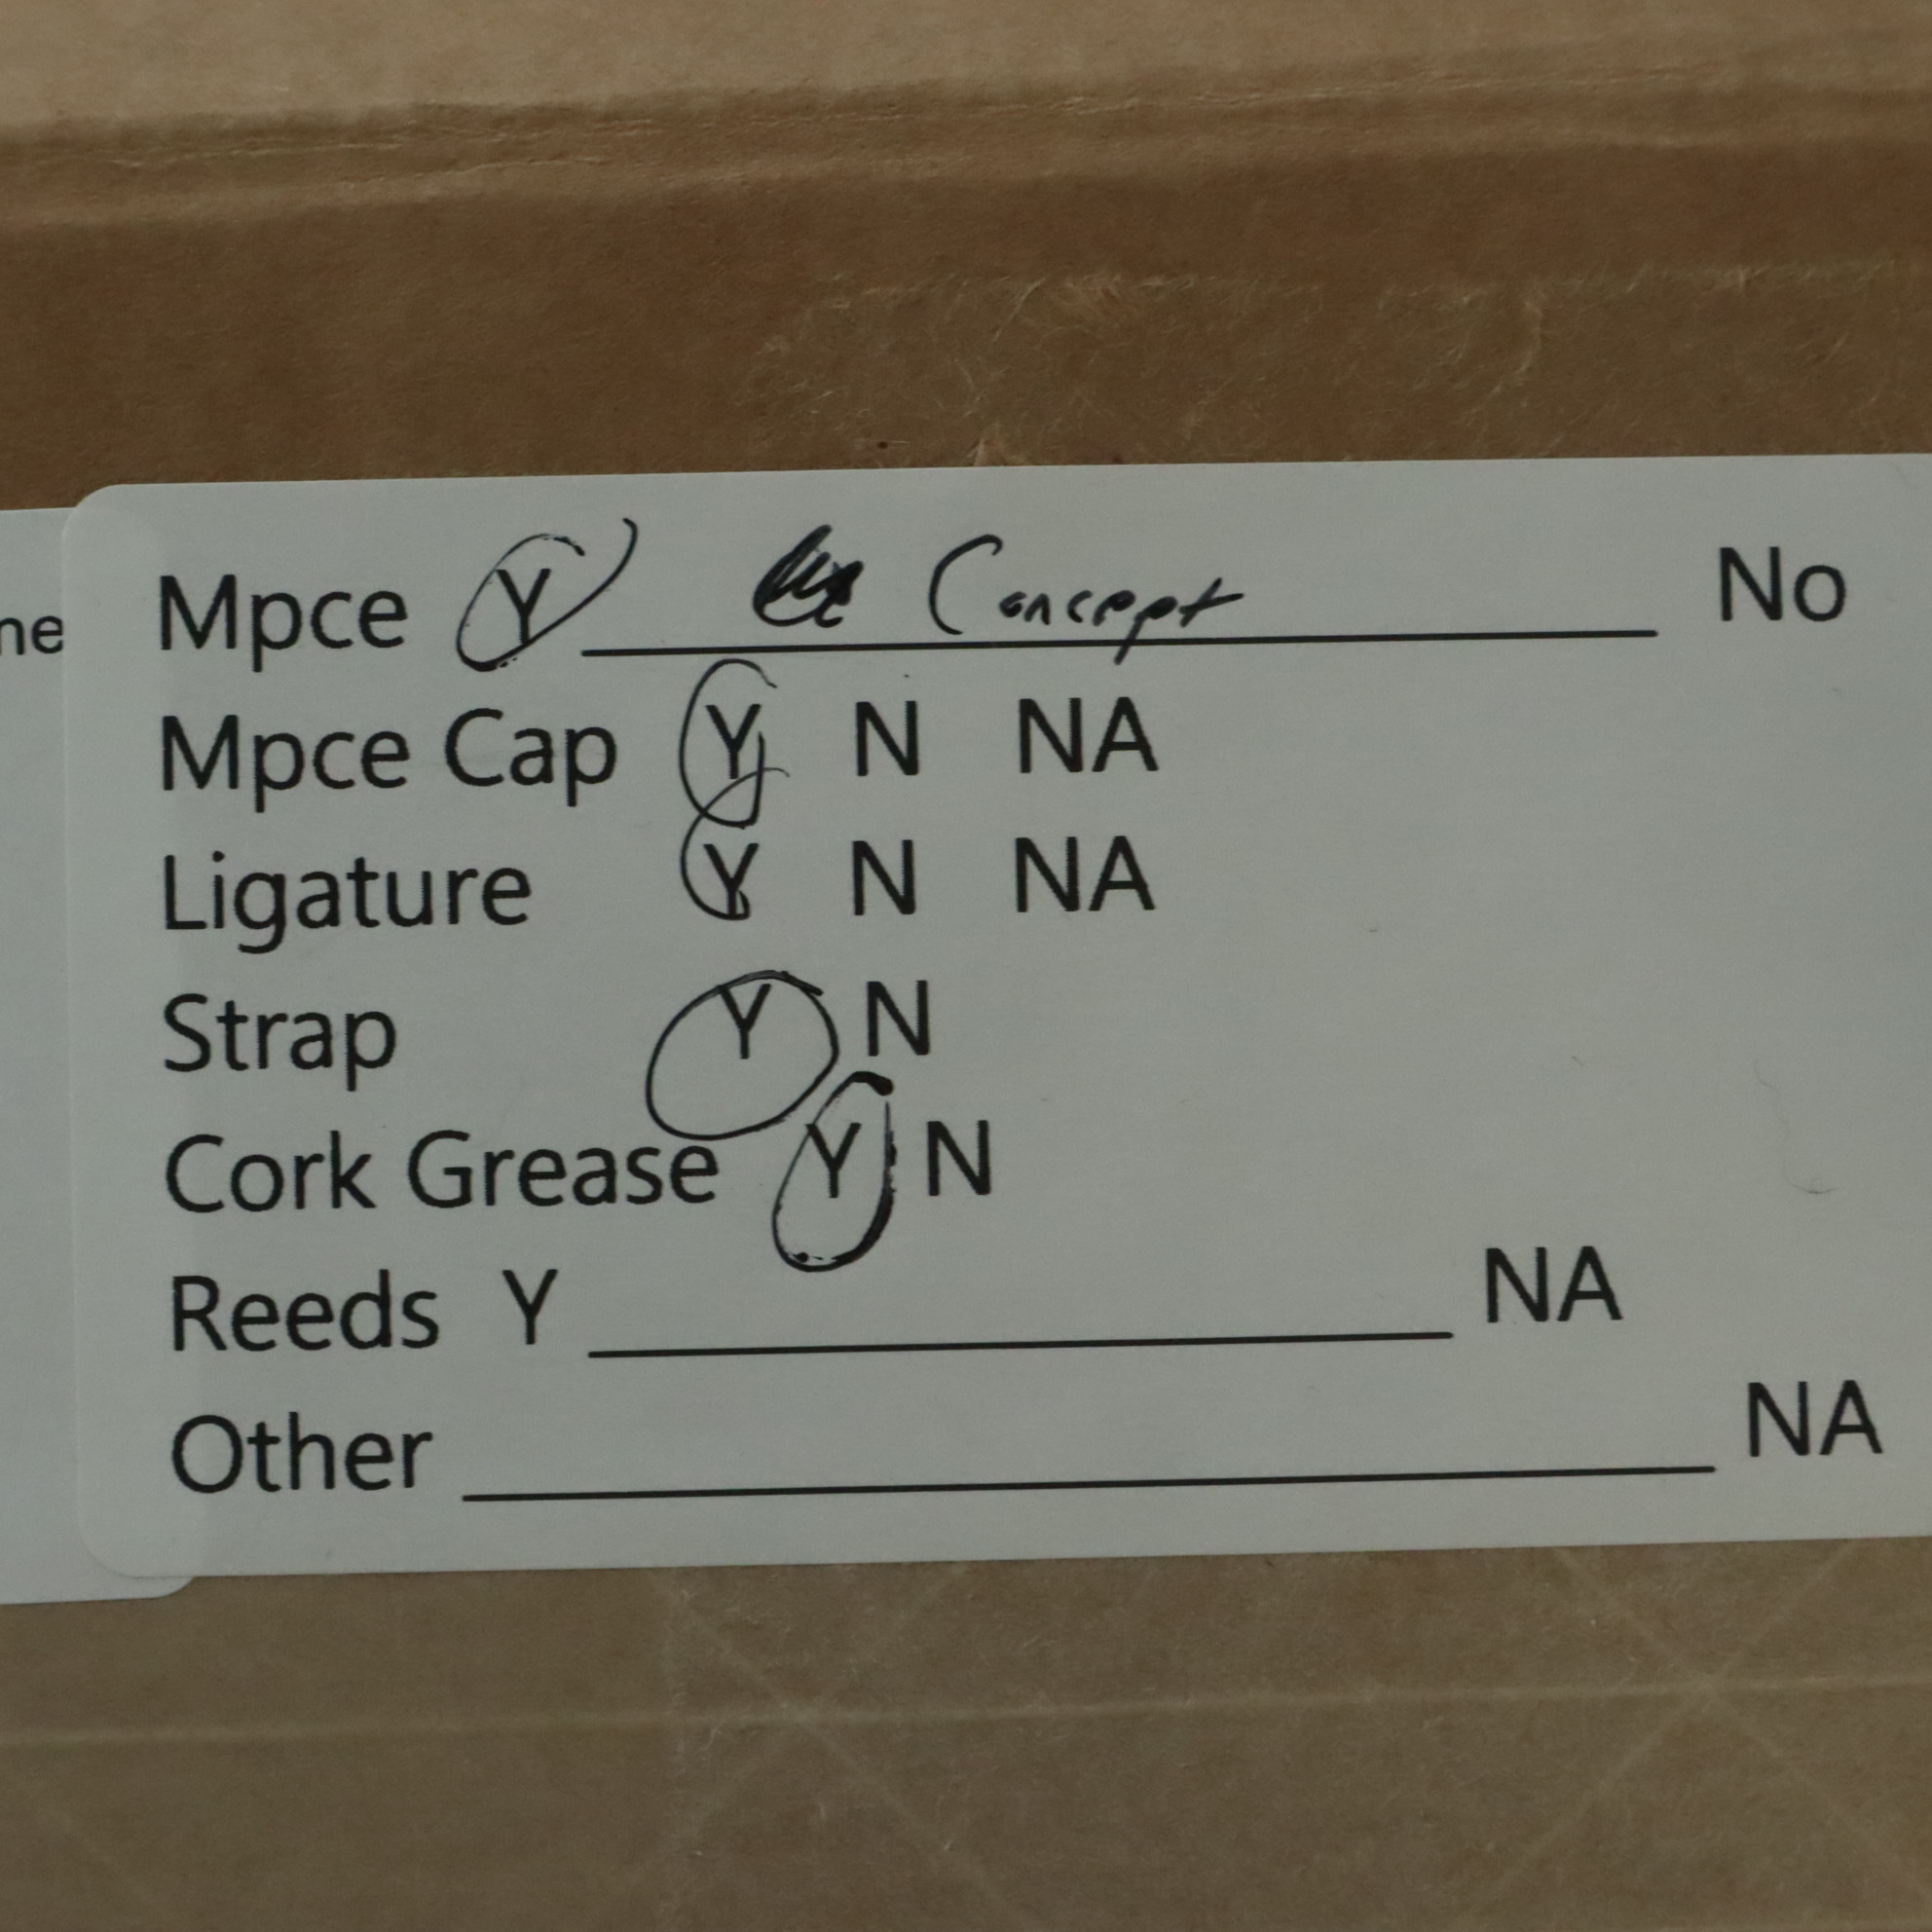 ne
Mpce Y Concept No
Mpce Cap Y N NA
Ligature Y N NA
Strap Y N
Cork Grease Y N
Reeds Y NA
Other NA